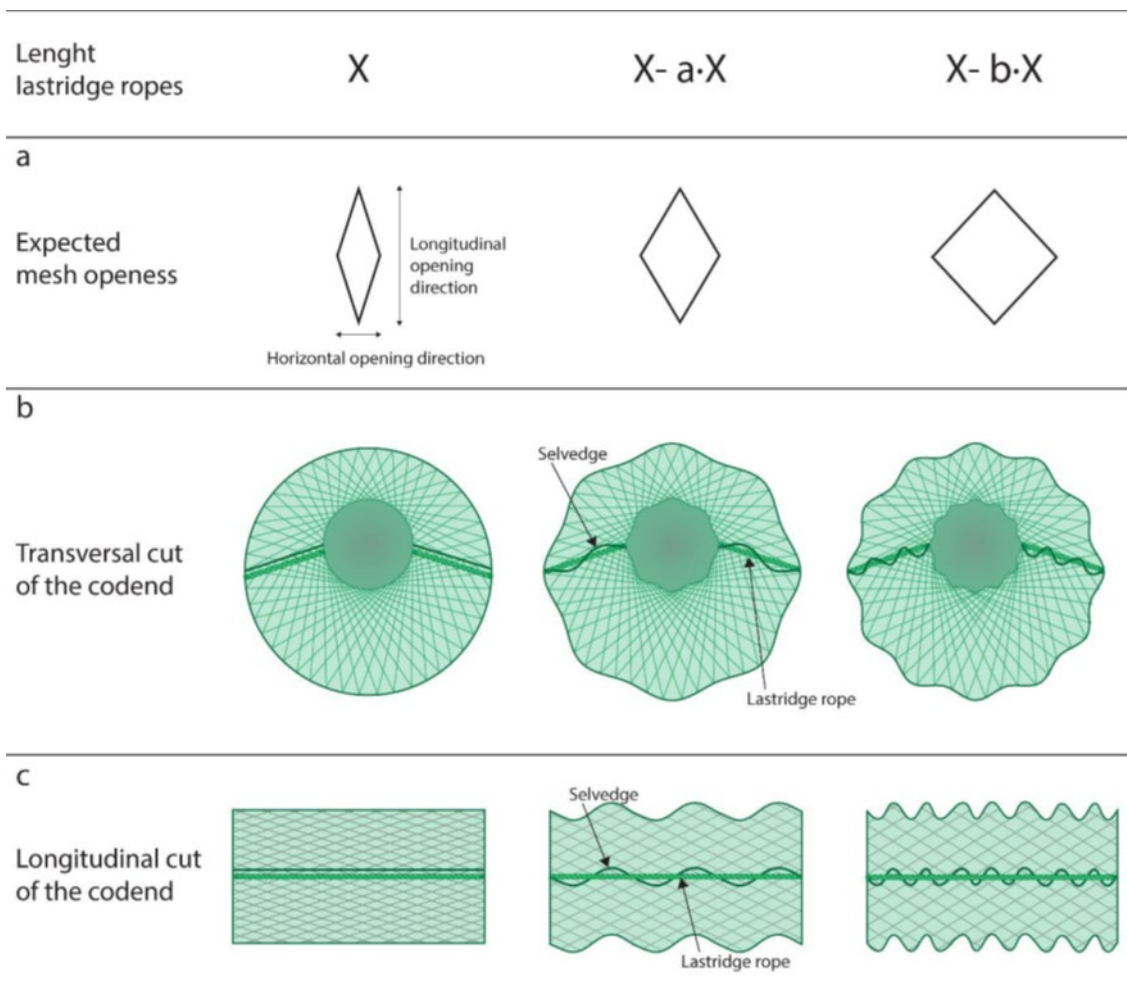 Lenght
lastridge ropes
X
X- a·X
X- b·X
a
Expected
mesh openess
Longitudinal
opening
direction
Horizontal opening direction
b
Transversal cut
of the codend
Selvedge
Lastridge rope
c
Longitudinal cut
of the codend
Selvedge
Lastridge rope